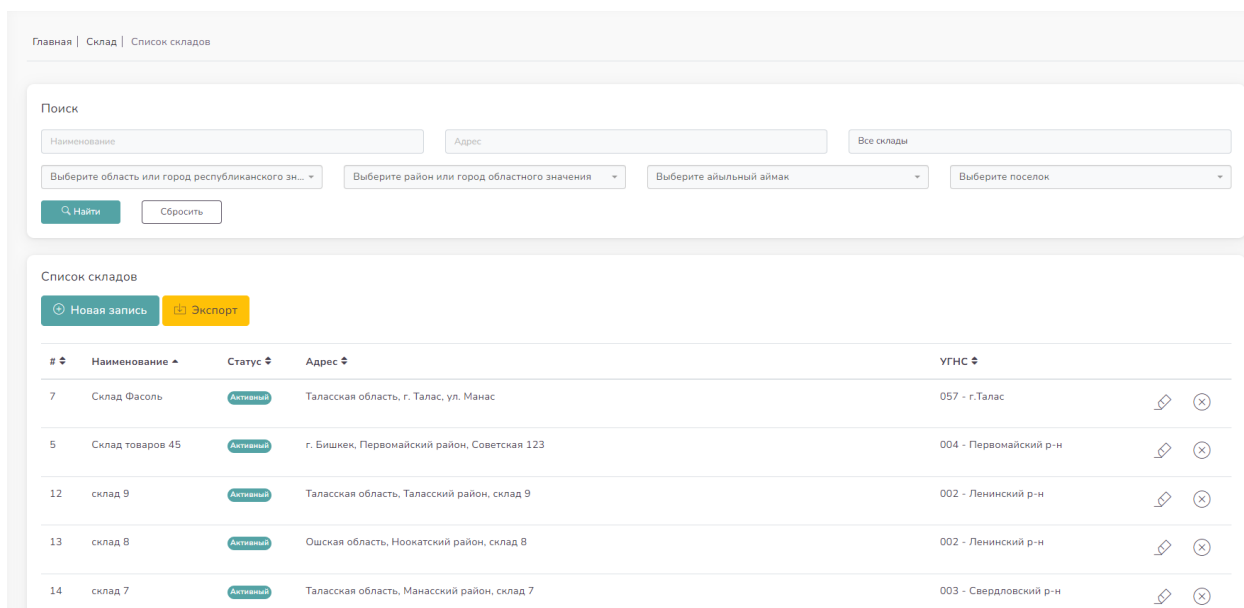 Главная | Склад | Список складов
Поиск
Наименование Адрес Все склады
Выберите область или город республиканского зн... Выберите район или город областного значения Выберите айыльный аймак Выберите поселок
Найти Сбросить
Список складов
Новая запись Экспорт
# Наименование Статус Адрес УГНС
7 Склад Фасоль Активный Таласская область, г. Талас, ул. Манас 057 - г.Талас
5 Склад товаров 45 Активный г. Бишкек, Первомайский район, Советская 123 004 - Первомайский р-н
12 склад 9 Активный Таласская область, Таласский район, склад 9 002 - Ленинский р-н
13 склад 8 Активный Ошская область, Ноокатский район, склад 8 002 - Ленинский р-н
14 склад 7 Активный Таласская область, Манасский район, склад 7 003 - Свердловский р-н